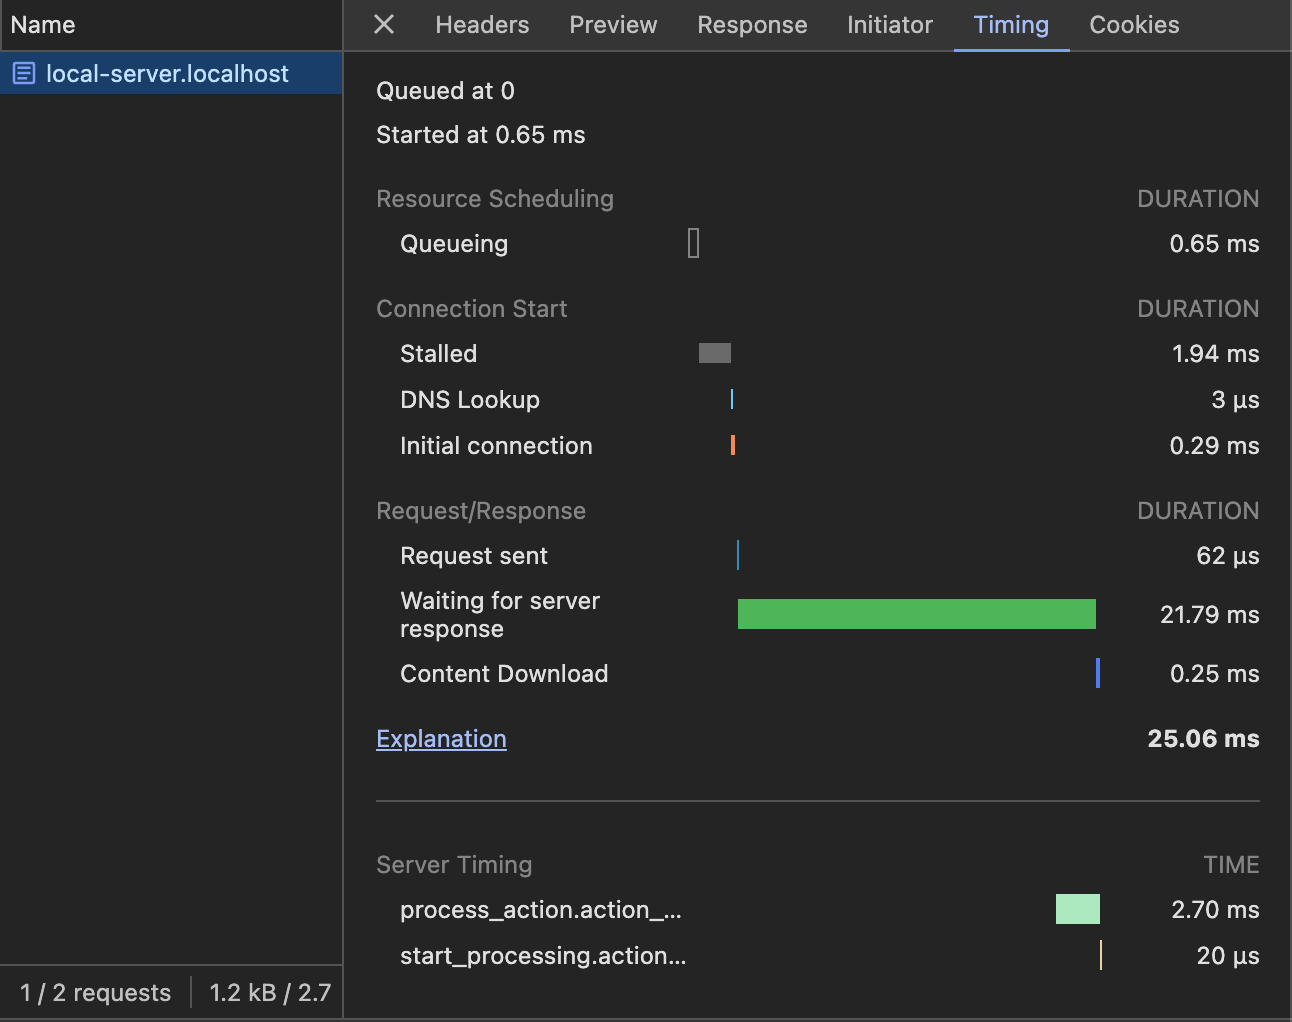 Name
Headers Preview Response Initiator Timing Cookies
local-server.localhost
Queued at 0
Started at 0.65 ms
Resource Scheduling DURATION
Queueing 0.65 ms
Connection Start DURATION
Stalled 1.94 ms
DNS Lookup 3 μs
Initial connection 0.29 ms
Request/Response DURATION
Request sent 62 μs
Waiting for server
response 21.79 ms
Content Download 0.25 ms
Explanation 25.06 ms
Server Timing TIME
process_action.action_... 2.70 ms
start_processing.action... 20 μs
1 / 2 requests 1.2 kB / 2.7